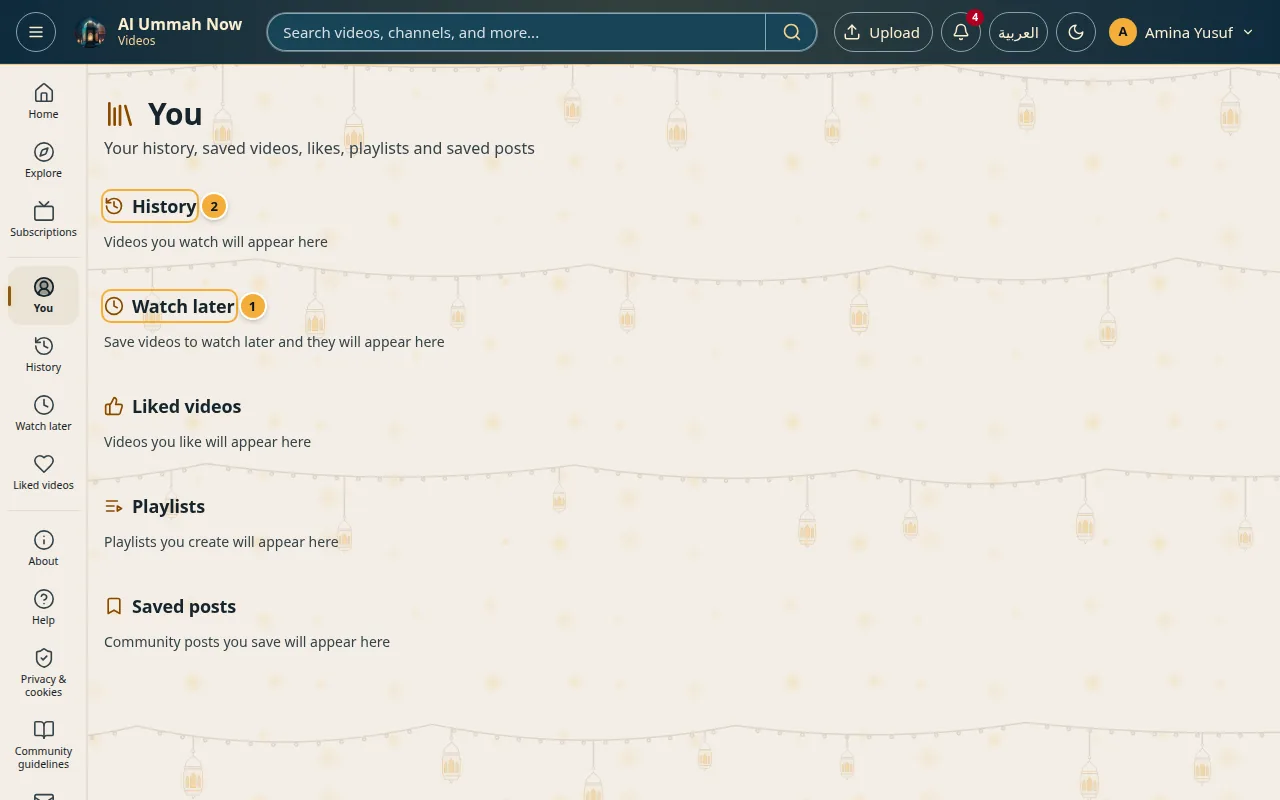 Al Ummah Now
Videos
Search videos, channels, and more...
Upload
4
العربية
A
Amina Yusuf
Home
Explore
Subscriptions
You
History
Watch later
Liked videos
About
Help
Privacy &
cookies
Community
guidelines
You
Your history, saved videos, likes, playlists and saved posts
History
2
Videos you watch will appear here
Watch later
1
Save videos to watch later and they will appear here
Liked videos
Videos you like will appear here
Playlists
Playlists you create will appear here
Saved posts
Community posts you save will appear here